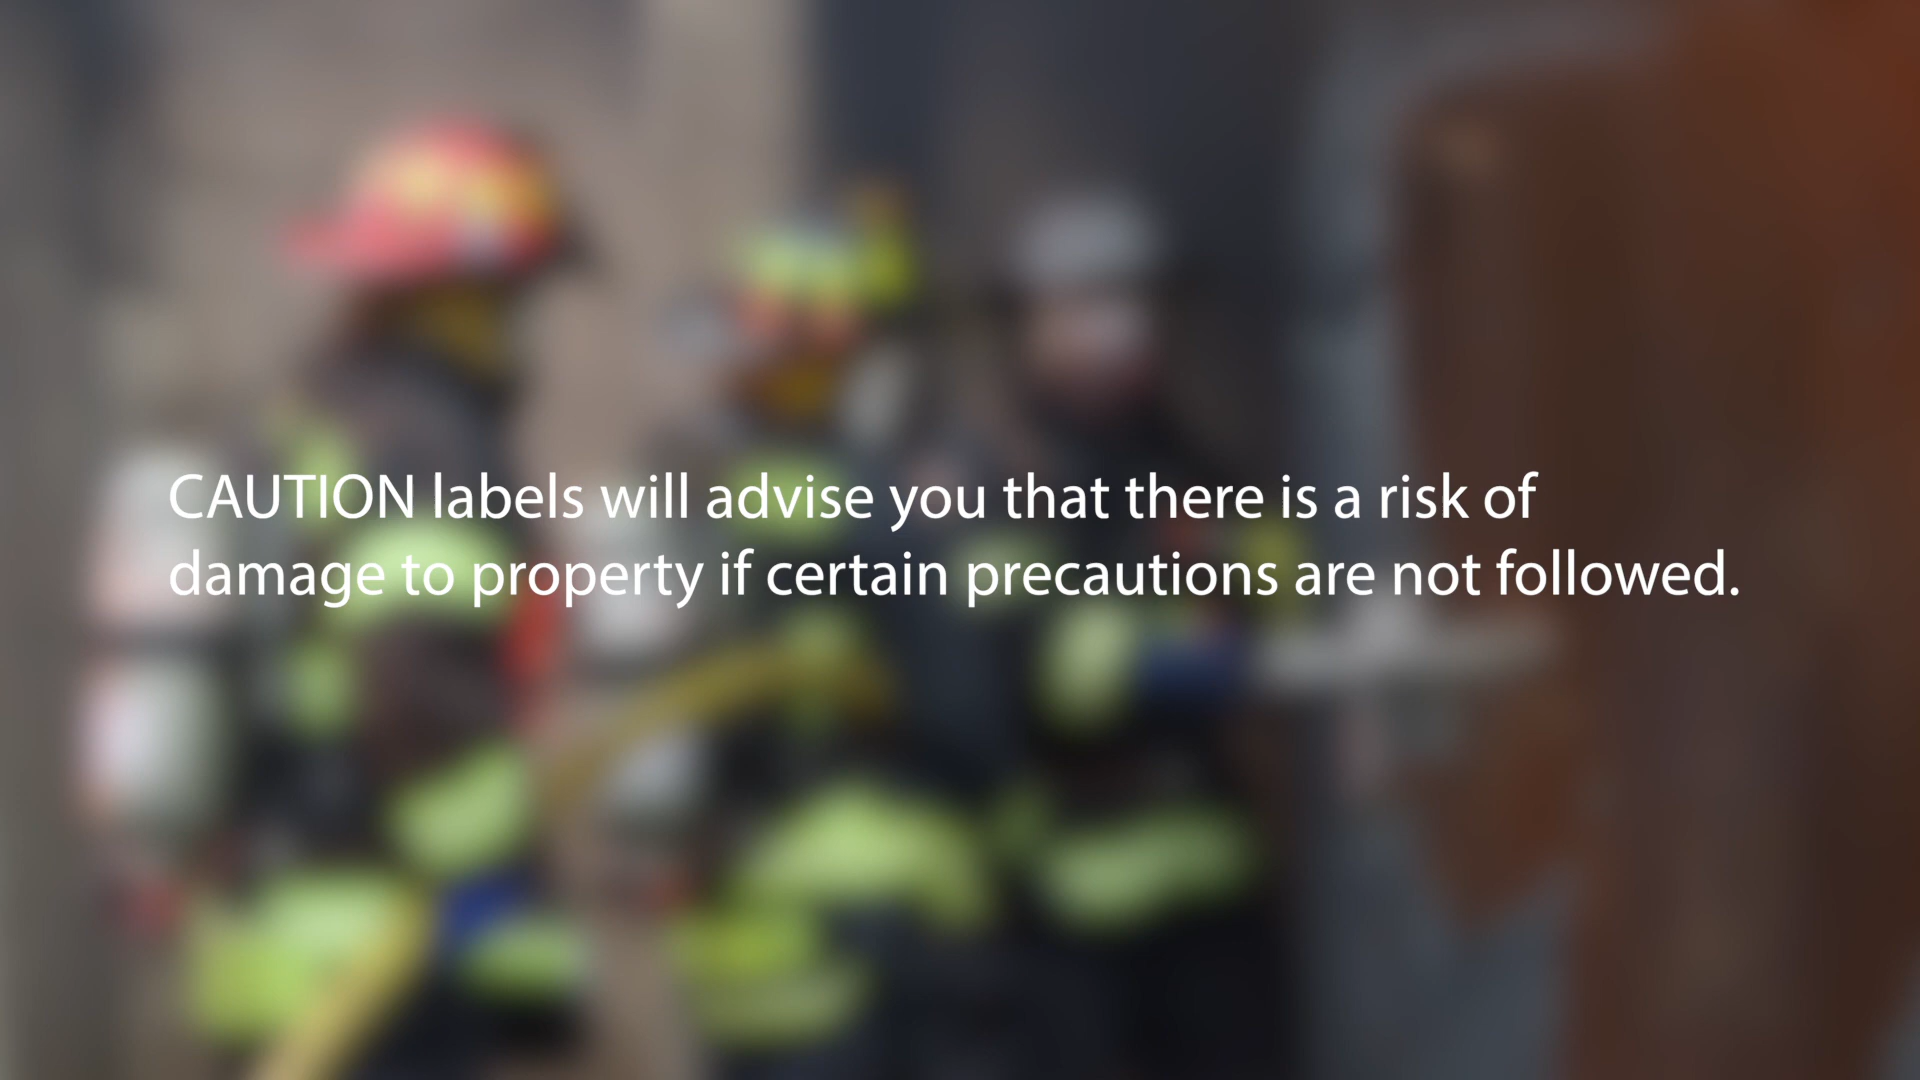 CAUTION labels will advise you that there is a risk of
damage to property if certain precautions are not followed.